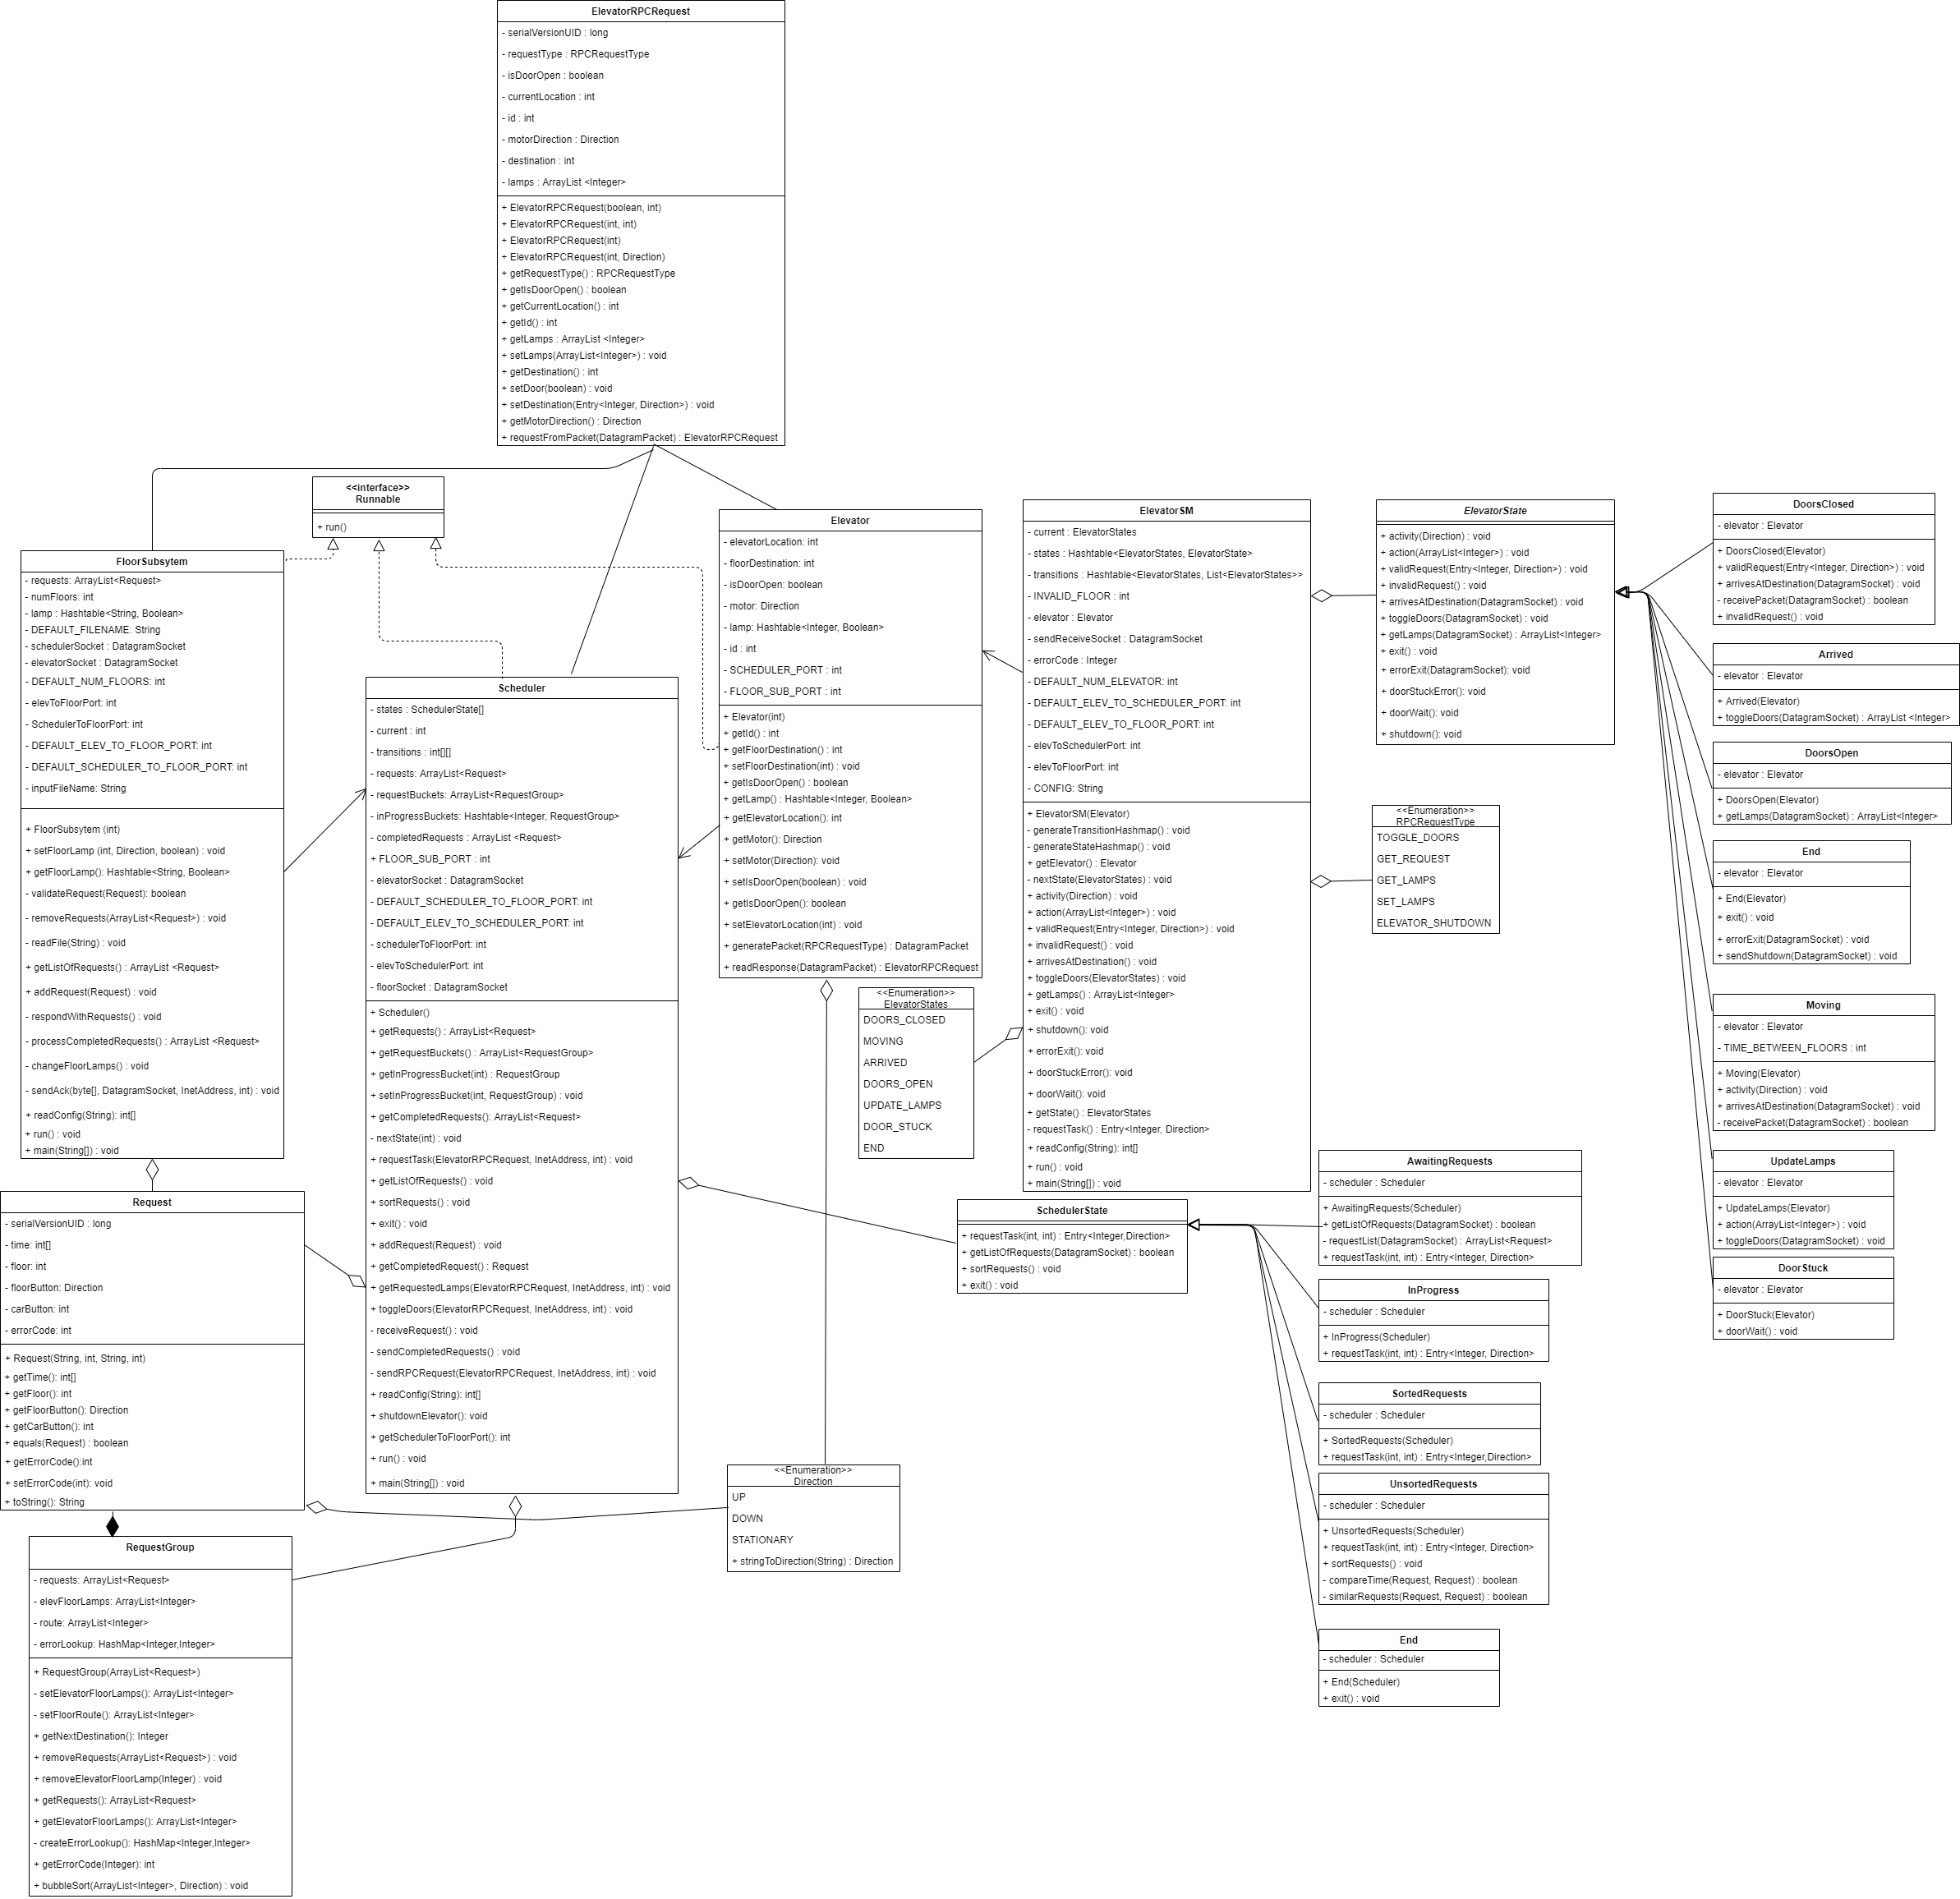 ElevatorRPCRequest
- serialVersionUID : long
- requestType : RPCRequestType
- isDoorOpen : boolean
- currentLocation : int
- id : int
- motorDirection : Direction
- destination : int
- lamps : ArrayList <Integer>
+ ElevatorRPCRequest(boolean, int)
+ ElevatorRPCRequest(int, int)
+ ElevatorRPCRequest(int)
+ ElevatorRPCRequest(int, Direction)
+ getRequestType() : RPCRequestType
+ getIsDoorOpen() : boolean
+ getCurrentLocation() : int
+ getId() : int
+ getLamps : ArrayList <Integer>
+ setLamps(ArrayList<Integer>) : void
+ getDestination() : int
+ setDoor(boolean) : void
+ setDestination(Entry<Integer, Direction>) : void
+ getMotorDirection() : Direction
+ requestFromPacket(DatagramPacket) : ElevatorRPCRequest
<<interface>>
Runnable
+ run()
FloorSubsytem
- requests: ArrayList<Request>
- numFloors: int
- lamp : Hashtable<String, Boolean>
- DEFAULT_FILENAME: String
- schedulerSocket : DatagramSocket
- elevatorSocket : DatagramSocket
- DEFAULT_NUM_FLOORS: int
- elevToFloorPort: int
- SchedulerToFloorPort: int
- DEFAULT_ELEV_TO_FLOOR_PORT: int
- DEFAULT_SCHEDULER_TO_FLOOR_PORT: int
- inputFileName: String
+ FloorSubsytem (int)
+ setFloorLamp (int, Direction, boolean) : void
+ getFloorLamp(): Hashtable<String, Boolean>
- validateRequest(Request): boolean
- removeRequests(ArrayList<Request>) : void
- readFile(String) : void
+ getListOfRequests() : ArrayList <Request>
+ addRequest(Request) : void
- respondWithRequests() : void
- processCompletedRequests() : ArrayList <Request>
- changeFloorLamps() : void
- sendAck(byte[], DatagramSocket, InetAddress, int) : void
+ readConfig(String): int[]
+ run() : void
+ main(String[]) : void
Request
- serialVersionUID : long
- time: int[]
- floor: int
- floorButton: Direction
- carButton: int
- errorCode: int
+ Request(String, int, String, int)
+ getTime(): int[]
+ getFloor(): int
+ getFloorButton(): Direction
+ getCarButton(): int
+ equals(Request) : boolean
+ getErrorCode():int
+ setErrorCode(int): void
+ toString(): String
RequestGroup
- requests: ArrayList<Request>
- elevFloorLamps: ArrayList<Integer>
- route: ArrayList<Integer>
- errorLookup: HashMap<Integer,Integer>
+ RequestGroup(ArrayList<Request>)
- setElevatorFloorLamps(): ArrayList<Integer>
- setFloorRoute(): ArrayList<Integer>
+ getNextDestination(): Integer
+ removeRequests(ArrayList<Request>) : void
+ removeElevatorFloorLamp(Integer) : void
+ getRequests(): ArrayList<Request>
+ getElevatorFloorLamps(): ArrayList<Integer>
- createErrorLookup(): HashMap<Integer,Integer>
+ getErrorCode(Integer): int
+ bubbleSort(ArrayList<Integer>, Direction) : void
Scheduler
- states : SchedulerState[]
- current : int
- transitions : int[][]
- requests: ArrayList<Request>
- requestBuckets: ArrayList<RequestGroup>
- inProgressBuckets: Hashtable<Integer, RequestGroup>
- completedRequests : ArrayList <Request>
+ FLOOR_SUB_PORT : int
- elevatorSocket : DatagramSocket
- DEFAULT_SCHEDULER_TO_FLOOR_PORT: int
- DEFAULT_ELEV_TO_SCHEDULER_PORT: int
- schedulerToFloorPort: int
- elevToSchedulerPort: int
- floorSocket : DatagramSocket
+ Scheduler()
+ getRequests() : ArrayList<Request>
+ getRequestBuckets() : ArrayList<RequestGroup>
+ getInProgressBucket(int) : RequestGroup
+ setInProgressBucket(int, RequestGroup) : void
+ getCompletedRequests(): ArrayList<Request>
- nextState(int) : void
+ requestTask(ElevatorRPCRequest, InetAddress, int) : void
+ getListOfRequests() : void
+ sortRequests() : void
+ exit() : void
+ addRequest(Request) : void
+ getCompletedRequest() : Request
+ getRequestedLamps(ElevatorRPCRequest, InetAddress, int) : void
+ toggleDoors(ElevatorRPCRequest, InetAddress, int) : void
- receiveRequest() : void
- sendCompletedRequests() : void
- sendRPCRequest(ElevatorRPCRequest, InetAddress, int) : void
+ readConfig(String): int[]
+ shutdownElevator(): void
+ getSchedulerToFloorPort(): int
+ run() : void
+ main(String[]) : void
Elevator
- elevatorLocation: int
- floorDestination: int
- isDoorOpen: boolean
- motor: Direction
- lamp: Hashtable<Integer, Boolean>
- id : int
- SCHEDULER_PORT : int
- FLOOR_SUB_PORT : int
+ Elevator(int)
+ getId() : int
+ getFloorDestination() : int
+ setFloorDestination(int) : void
+ getIsDoorOpen() : boolean
+ getLamp() : Hashtable<Integer, Boolean>
+ getElevatorLocation(): int
+ getMotor(): Direction
+ setMotor(Direction): void
+ setIsDoorOpen(boolean) : void
+ getIsDoorOpen(): boolean
+ setElevatorLocation(int) : void
+ generatePacket(RPCRequestType) : DatagramPacket
+ readResponse(DatagramPacket) : ElevatorRPCRequest
<<Enumeration>>
ElevatorStates
DOORS_CLOSED
MOVING
ARRIVED
DOORS_OPEN
UPDATE_LAMPS
DOOR_STUCK
END
<<Enumeration>>
Direction
UP
DOWN
STATIONARY
+ stringToDirection(String) : Direction
ElevatorSM
- current : ElevatorStates
- states : Hashtable<ElevatorStates, ElevatorState>
- transitions : Hashtable<ElevatorStates, List<ElevatorStates>>
- INVALID_FLOOR : int
- elevator : Elevator
- sendReceiveSocket : DatagramSocket
- errorCode : Integer
- DEFAULT_NUM_ELEVATOR: int
- DEFAULT_ELEV_TO_SCHEDULER_PORT: int
- DEFAULT_ELEV_TO_FLOOR_PORT: int
- elevToSchedulerPort: int
- elevToFloorPort: int
- CONFIG: String
+ ElevatorSM(Elevator)
- generateTransitionHashmap() : void
- generateStateHashmap() : void
+ getElevator() : Elevator
- nextState(ElevatorStates) : void
+ activity(Direction) : void
+ action(ArrayList<Integer>) : void
+ validRequest(Entry<Integer, Direction>) : void
+ invalidRequest() : void
+ arrivesAtDestination() : void
+ toggleDoors(ElevatorStates) : void
+ getLamps() : ArrayList<Integer>
+ exit() : void
+ shutdown(): void
+ errorExit(): void
+ doorStuckError(): void
+ doorWait(): void
+ getState() : ElevatorStates
- requestTask() : Entry<Integer, Direction>
+ readConfig(String): int[]
+ run() : void
+ main(String[]) : void
ElevatorState
+ activity(Direction) : void
+ action(ArrayList<Integer>) : void
+ validRequest(Entry<Integer, Direction>) : void
+ invalidRequest() : void
+ arrivesAtDestination(DatagramSocket) : void
+ toggleDoors(DatagramSocket) : void
+ getLamps(DatagramSocket) : ArrayList<Integer>
+ exit() : void
+ errorExit(DatagramSocket): void
+ doorStuckError(): void
+ doorWait(): void
+ shutdown(): void
<<Enumeration>>
RPCRequestType
TOGGLE_DOORS
GET_REQUEST
GET_LAMPS
SET_LAMPS
ELEVATOR_SHUTDOWN
SchedulerState
+ requestTask(int, int) : Entry<Integer,Direction>
+ getListOfRequests(DatagramSocket) : boolean
+ sortRequests() : void
+ exit() : void
AwaitingRequests
- scheduler : Scheduler
+ AwaitingRequests(Scheduler)
+ getListOfRequests(DatagramSocket) : boolean
- requestList(DatagramSocket) : ArrayList<Request>
+ requestTask(int, int) : Entry<Integer, Direction>
InProgress
- scheduler : Scheduler
+ InProgress(Scheduler)
+ requestTask(int, int) : Entry<Integer, Direction>
SortedRequests
- scheduler : Scheduler
+ SortedRequests(Scheduler)
+ requestTask(int, int) : Entry<Integer,Direction>
UnsortedRequests
- scheduler : Scheduler
+ UnsortedRequests(Scheduler)
+ requestTask(int, int) : Entry<Integer, Direction>
+ sortRequests() : void
- compareTime(Request, Request) : boolean
- similarRequests(Request, Request) : boolean
End
- scheduler : Scheduler
+ End(Scheduler)
+ exit() : void
DoorsClosed
- elevator : Elevator
+ DoorsClosed(Elevator)
+ validRequest(Entry<Integer, Direction>) : void
+ arrivesAtDestination(DatagramSocket) : void
- receivePacket(DatagramSocket) : boolean
+ invalidRequest() : void
Arrived
- elevator : Elevator
+ Arrived(Elevator)
+ toggleDoors(DatagramSocket) : ArrayList <Integer>
DoorsOpen
- elevator : Elevator
+ DoorsOpen(Elevator)
+ getLamps(DatagramSocket) : ArrayList<Integer>
End
- elevator : Elevator
+ End(Elevator)
+ exit() : void
+ errorExit(DatagramSocket) : void
+ sendShutdown(DatagramSocket) : void
Moving
- elevator : Elevator
- TIME_BETWEEN_FLOORS : int
+ Moving(Elevator)
+ activity(Direction) : void
+ arrivesAtDestination(DatagramSocket) : void
- receivePacket(DatagramSocket) : boolean
UpdateLamps
- elevator : Elevator
+ UpdateLamps(Elevator)
+ action(ArrayList<Integer>) : void
+ toggleDoors(DatagramSocket) : void
DoorStuck
- elevator : Elevator
+ DoorStuck(Elevator)
+ doorWait() : void